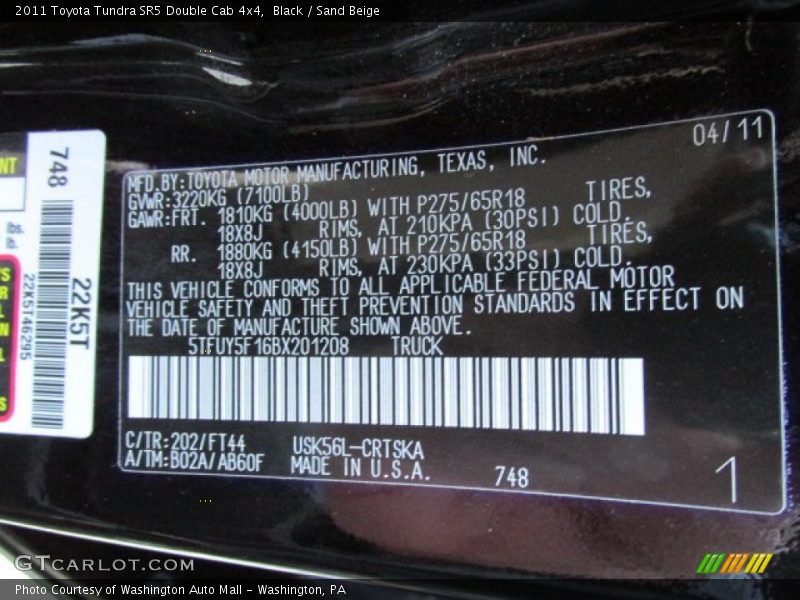 2011 Toyota Tundra SR5 Double Cab 4x4, Black / Sand Beige
04/11
MFD.BY:TOYOTA MOTOR MANUFACTURING, TEXAS, INC.
GVWR:3220KG (7100LB)
GAWR:FRT. 1810KG (4000LB) WITH P275/65R18 TIRES,
18X8J RIMS, AT 210KPA (30PSI) COLD.
RR. 1880KG (4150LB) WITH P275/65R18 TIRES,
18X8J RIMS, AT 230KPA (33PSI) COLD.
THIS VEHICLE CONFORMS TO ALL APPLICABLE FEDERAL MOTOR
VEHICLE SAFETY AND THEFT PREVENTION STANDARDS IN EFFECT ON
THE DATE OF MANUFACTURE SHOWN ABOVE.
5TFUY5F16BX201208 TRUCK
C/TR:202/FT44 USK56L-CRTSKA
A/TM:B02A/AB60F MADE IN U.S.A. 748
1
748
22K5T
22K5T46295
NT
lbs.
lb.
GTCARLOT.COM
Photo Courtesy of Washington Auto Mall - Washington, PA